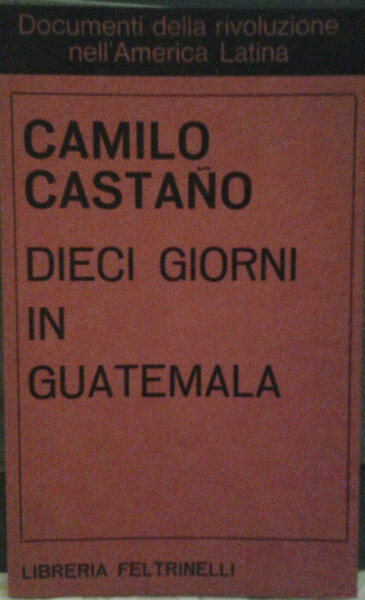 Documenti della rivoluzione
nell'America Latina
CAMILO
CASTAÑO
DIECI GIORNI
IN
GUATEMALA
LIBRERIA FELTRINELLI